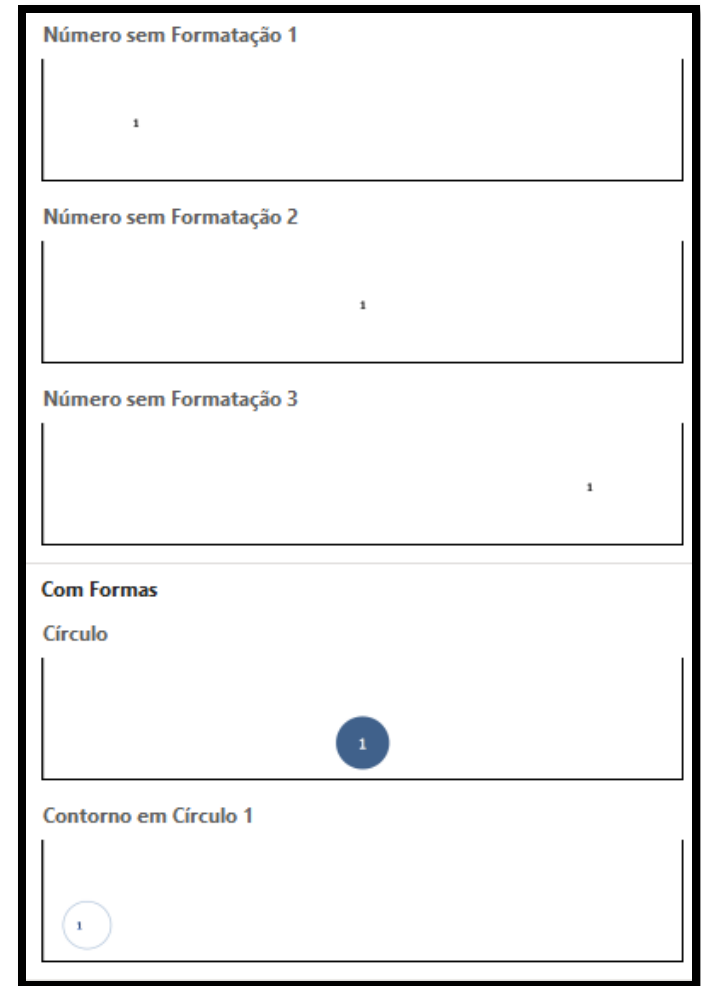 Número sem Formatação 1
1
Número sem Formatação 2
1
Número sem Formatação 3
1
Com Formas
Círculo
1
Contorno em Círculo 1
1